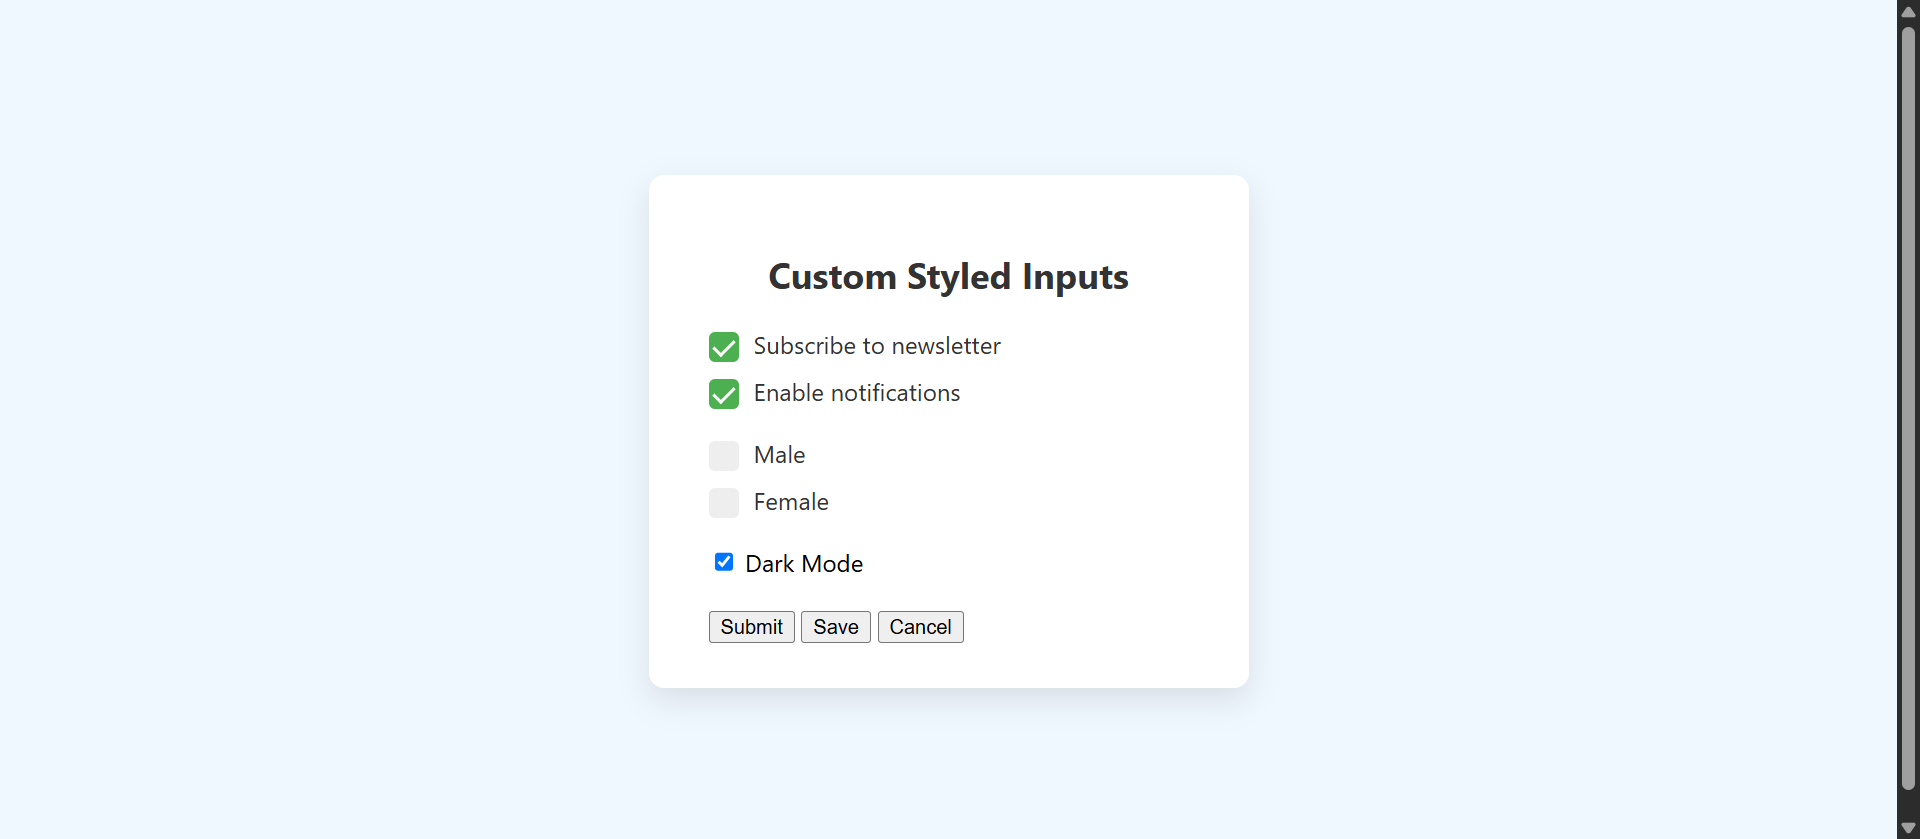 Custom Styled Inputs
Subscribe to newsletter
Enable notifications
Male
Female
Dark Mode
Submit Save Cancel